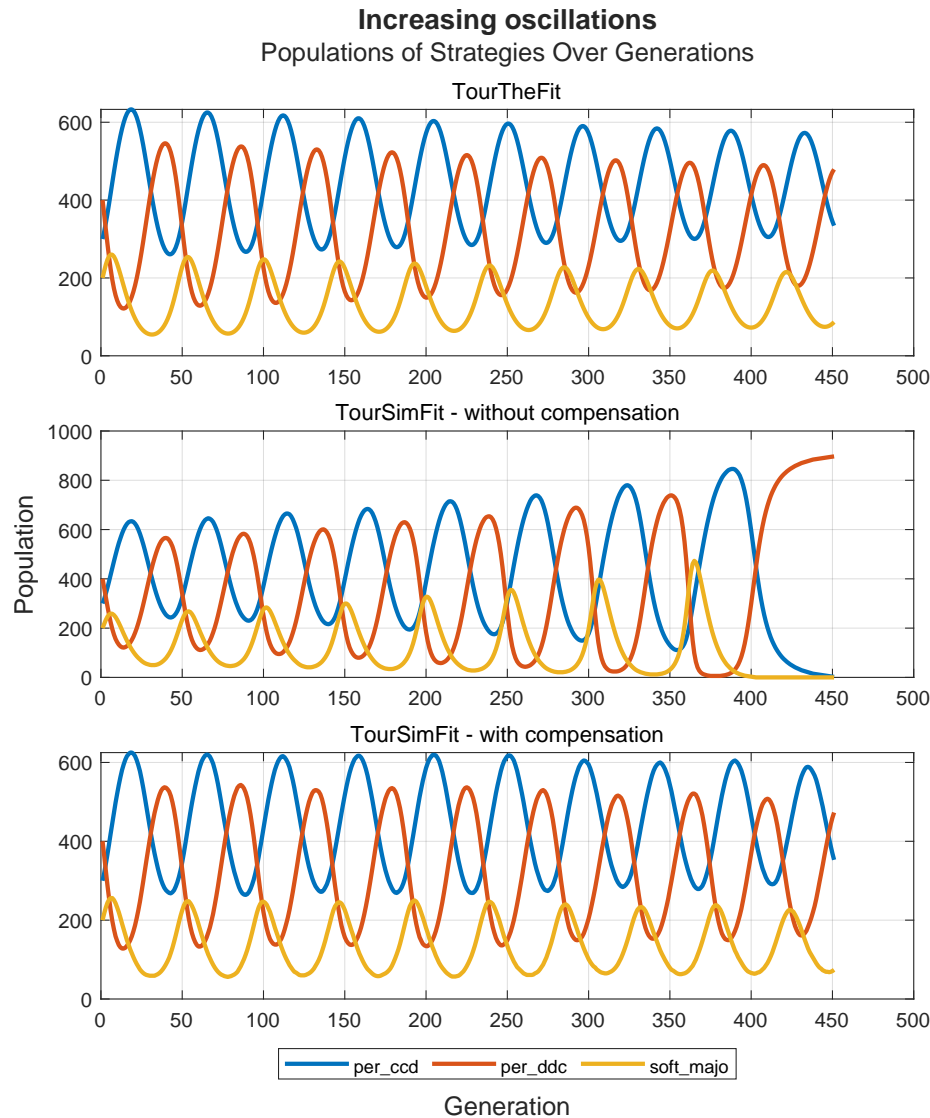 Increasing oscillations
Populations of Strategies Over Generations
TourTheFit
600
400
200
0
0 50 100 150 200 250 300 350 400 450 500
TourSimFit - without compensation
1000
800
600
400
200
0
0 50 100 150 200 250 300 350 400 450 500
Population
TourSimFit - with compensation
600
400
200
0
0 50 100 150 200 250 300 350 400 450 500
per_ccd per_ddc soft_majo
Generation